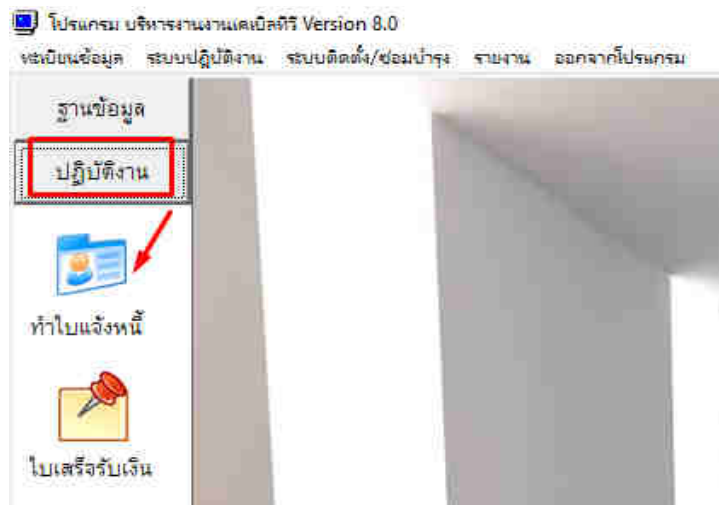 โปรแกรม บริหารงานงานเคเบิลทีวี Version 8.0
ทะเบียนข้อมูล ระบบปฏิบัติงาน ระบบติดตั้ง/ซ่อมบำรุง รายงาน ออกจากโปรแกรม
ฐานข้อมูล
ปฏิบัติงาน
ทำใบแจ้งหนี้
ใบเสร็จรับเงิน